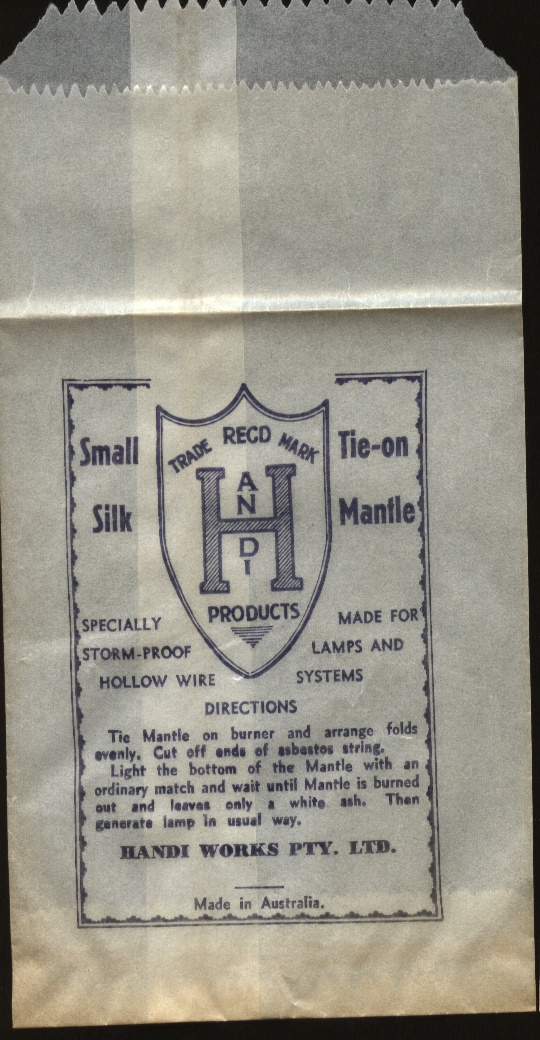 Small Silk
Tie-on Mantle
TRADE REGD MARK
HANDI
PRODUCTS
SPECIALLY
STORM-PROOF
HOLLOW WIRE
MADE FOR
LAMPS AND
SYSTEMS
DIRECTIONS
Tie Mantle on burner and arrange folds
evenly. Cut off ends of asbestos string.
Light the bottom of the Mantle with an
ordinary match and wait until Mantle is burned
out and leaves only a white ash. Then
generate lamp in usual way.
HANDI WORKS PTY. LTD.
Made in Australia.